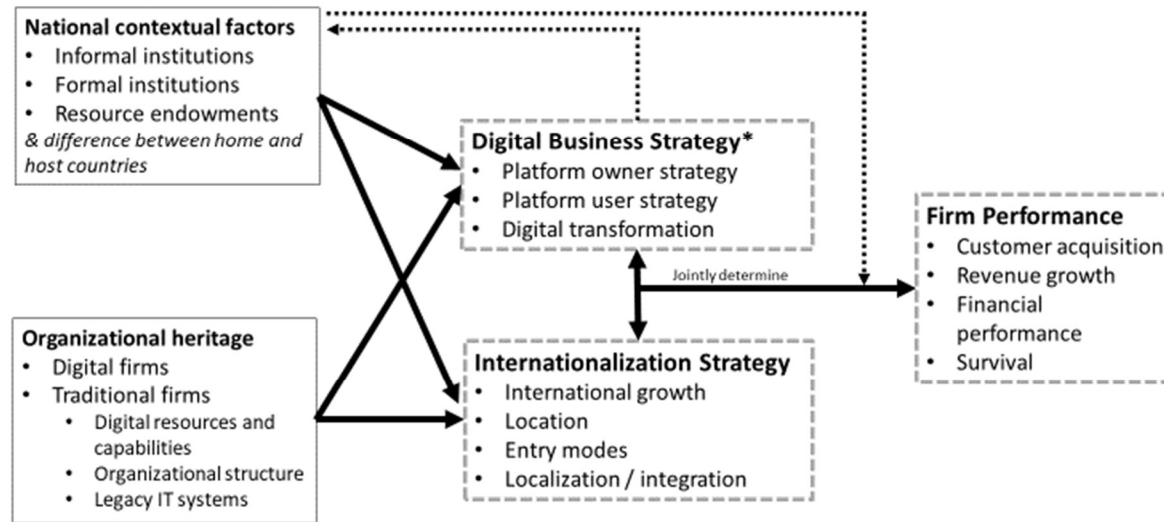 National contextual factors
• Informal institutions
• Formal institutions
• Resource endowments
& difference between home and
host countries
Digital Business Strategy*
• Platform owner strategy
• Platform user strategy
• Digital transformation
Organizational heritage
• Digital firms
• Traditional firms
• Digital resources and
capabilities
• Organizational structure
• Legacy IT systems
Internationalization Strategy
• International growth
• Location
• Entry modes
• Localization / integration
Jointly determine
Firm Performance
• Customer acquisition
• Revenue growth
• Financial
performance
• Survival